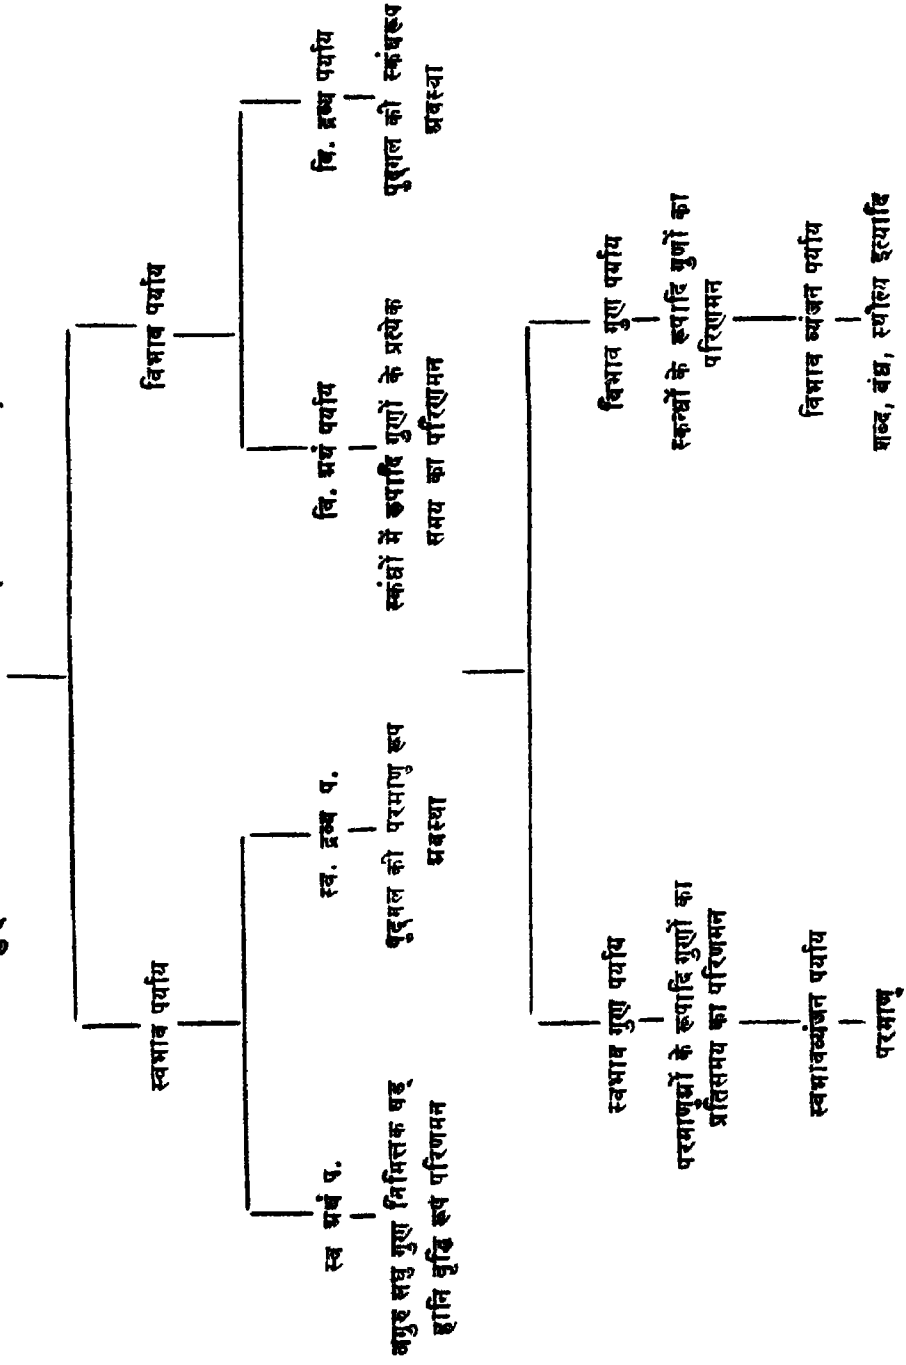 स्वभाव पर्याय
विभाव पर्याय
स्व अर्थ प.
स्व. द्रव्य प.
वि. अर्थ पर्याय
वि. द्रव्य पर्याय
अगुरु लघु गुण निमित्तक षड्
हानि वृद्धि रूप परिणमन
पुद्गल की परमाणु रूप
अवस्था
स्कंधों में रूपादि गुणों के प्रत्येक
समय का परिणमन
पुद्गल की स्कंधरूप
अवस्था
स्वभाव गुण पर्याय
विभाव गुण पर्याय
परमाणुओं के रूपादि गुणों का
प्रतिसमय का परिणमन
स्कन्धों के रूपादि गुणों का
परिणमन
स्वभावव्यंजन पर्याय
विभाव व्यंजन पर्याय
परमाणु
शब्द, बंध, स्थौल्य इत्यादि